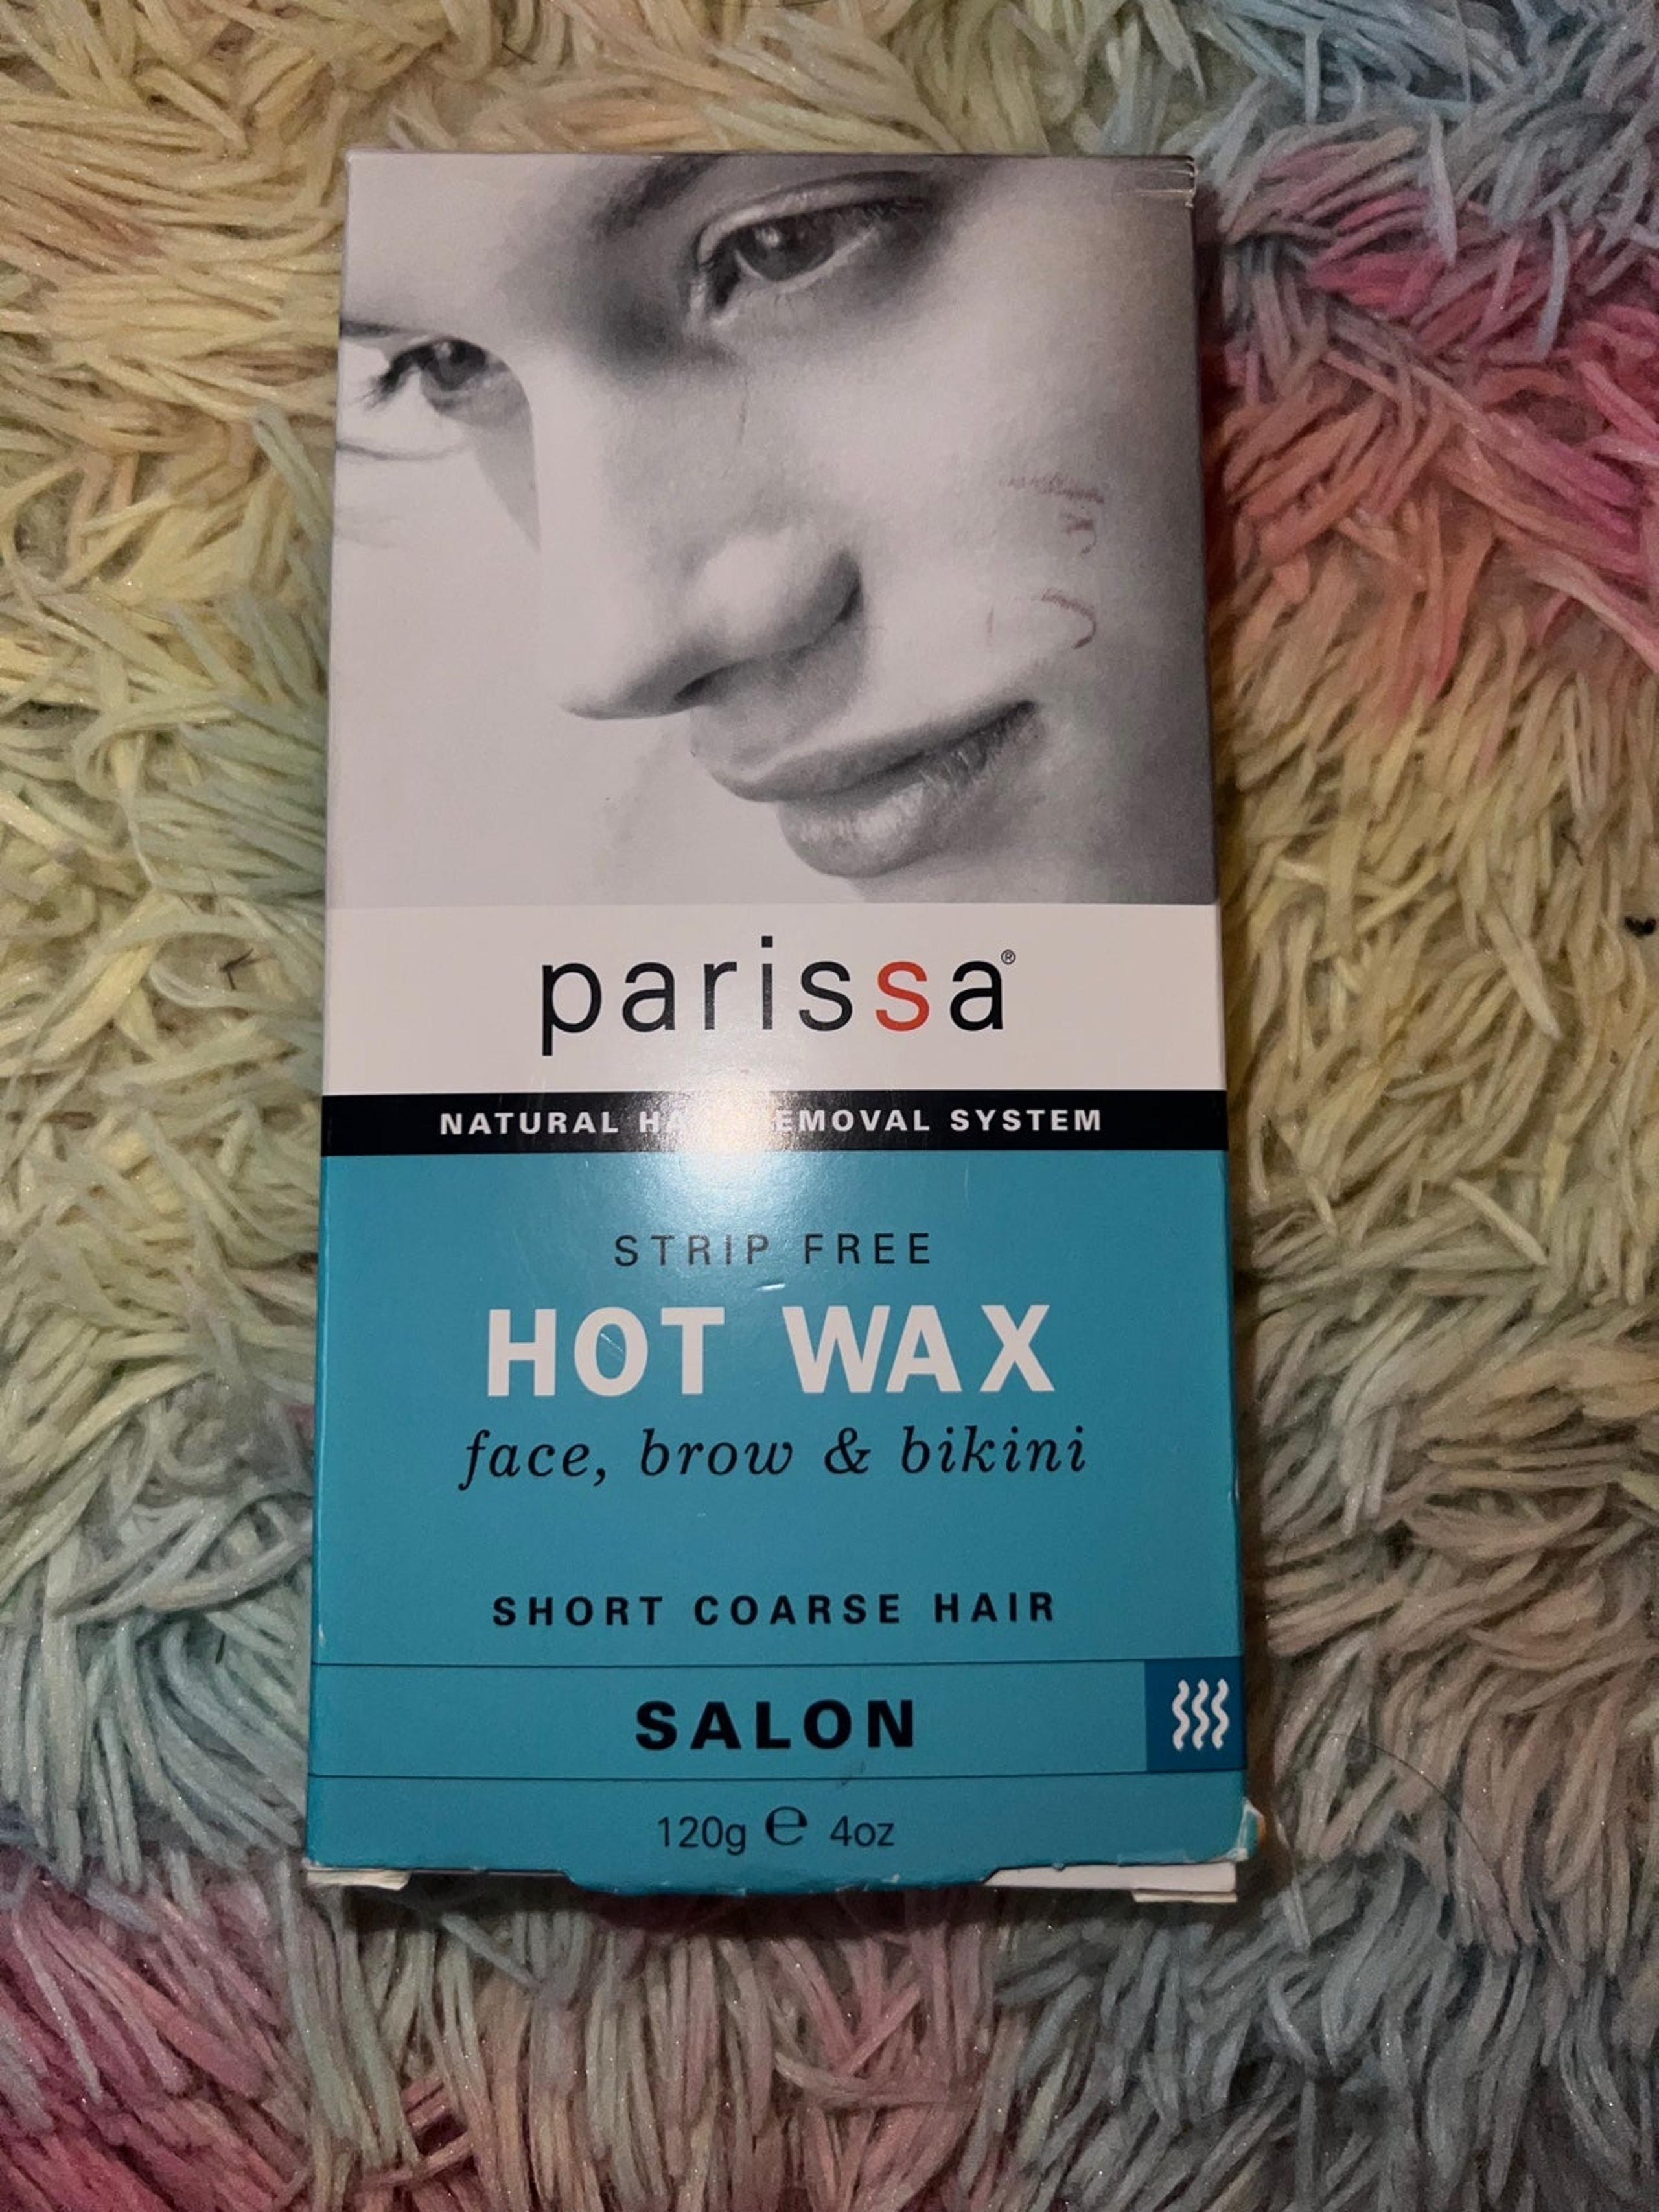 parissa®
NATURAL HA EMOVAL SYSTEM
STRIP FREE
HOT WAX
face, brow & bikini
SHORT COARSE HAIR
SALON
120g ℮ 4oz